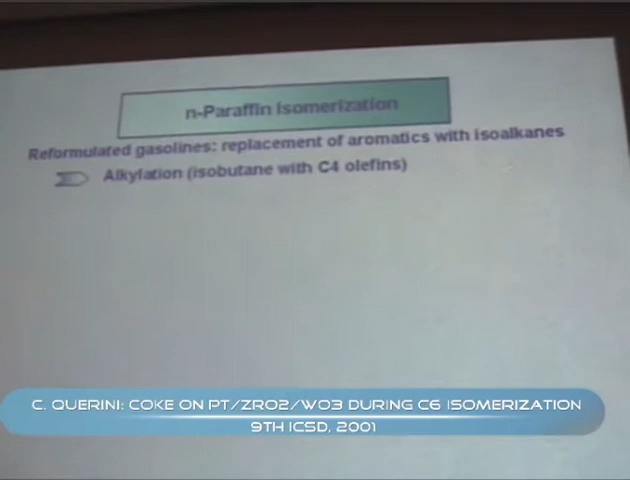 n-Paraffin Isomerization
Reformulated gasolines: replacement of aromatics with isoalkanes
Alkylation (isobutane with C4 olefins)
C. QUERINI: COKE ON PT/ZRO2/WO3 DURING C6 ISOMERIZATION
9TH ICSD, 2001